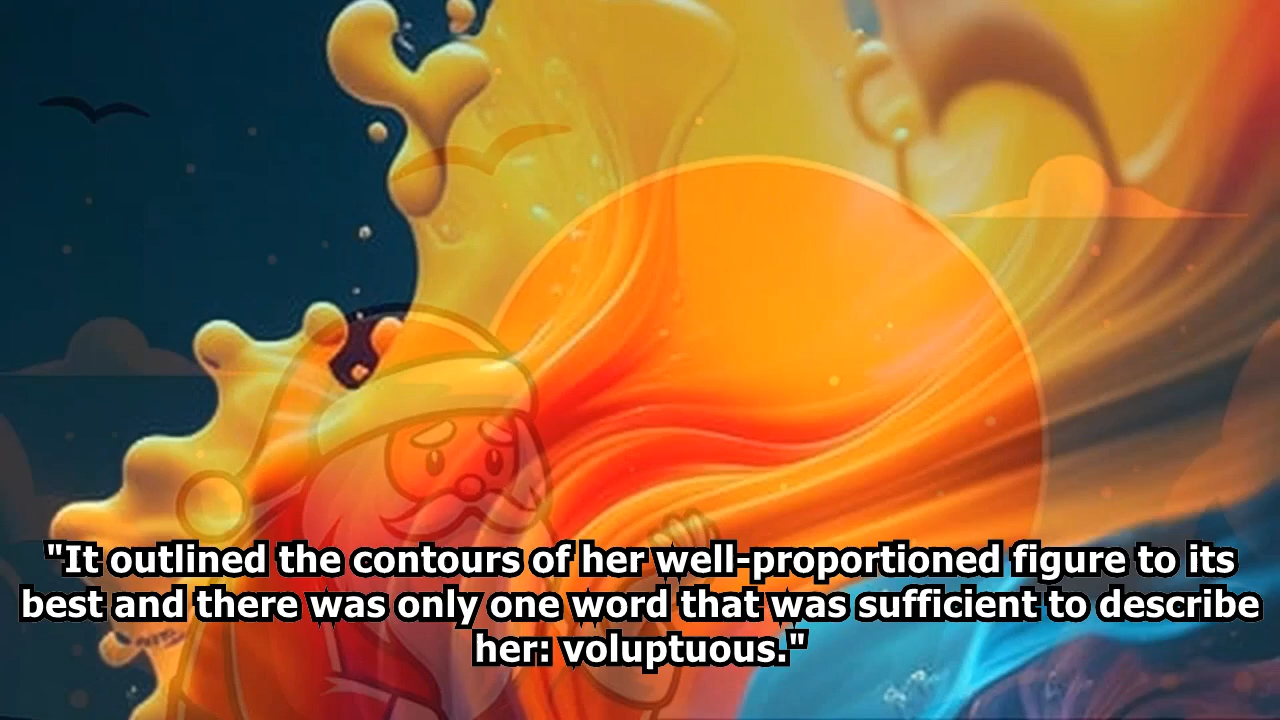 "It outlined the contours of her well-proportioned figure to its
best and there was only one word that was sufficient to describe
her: voluptuous."